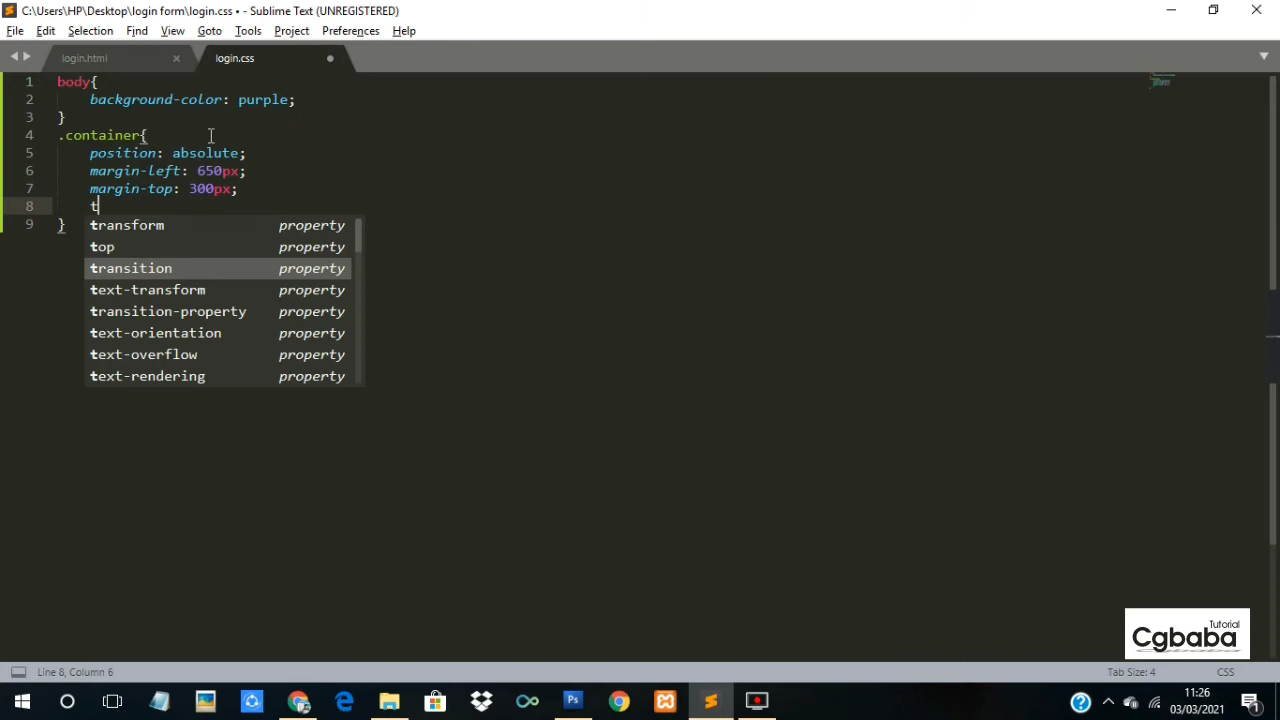 C:\Users\HP\Desktop\login form\login.css • - Sublime Text (UNREGISTERED)
File Edit Selection Find View Goto Tools Project Preferences Help
login.html × login.css
1 body{
2 background-color: purple;
3 }
4 .container{
5 position: absolute;
6 margin-left: 650px;
7 margin-top: 300px;
8 t
9 }
transform property
top property
transition property
text-transform property
transition-property property
text-orientation property
text-overflow property
text-rendering property
Tutorial
Cgbaba
Line 8, Column 6 Tab Size: 4 CSS
Ps
11:26
03/03/2021
1